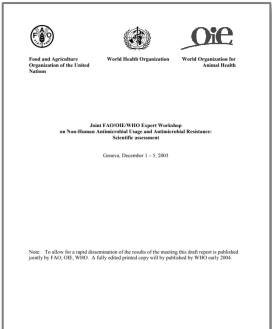 Oie
Food and Agriculture Organization of the United Nations
World Health Organization
World Organization for Animal Health
Joint FAO/OIE/WHO Expert Workshop
on Non-Human Antimicrobial Usage and Antimicrobial Resistance:
Scientific assessment
Geneva, December 1 – 5, 2003
Note: To allow for a rapid dissemination of the results of the meeting this draft report is published
jointly by FAO, OIE, WHO. A fully edited printed copy will by published by WHO early 2004.